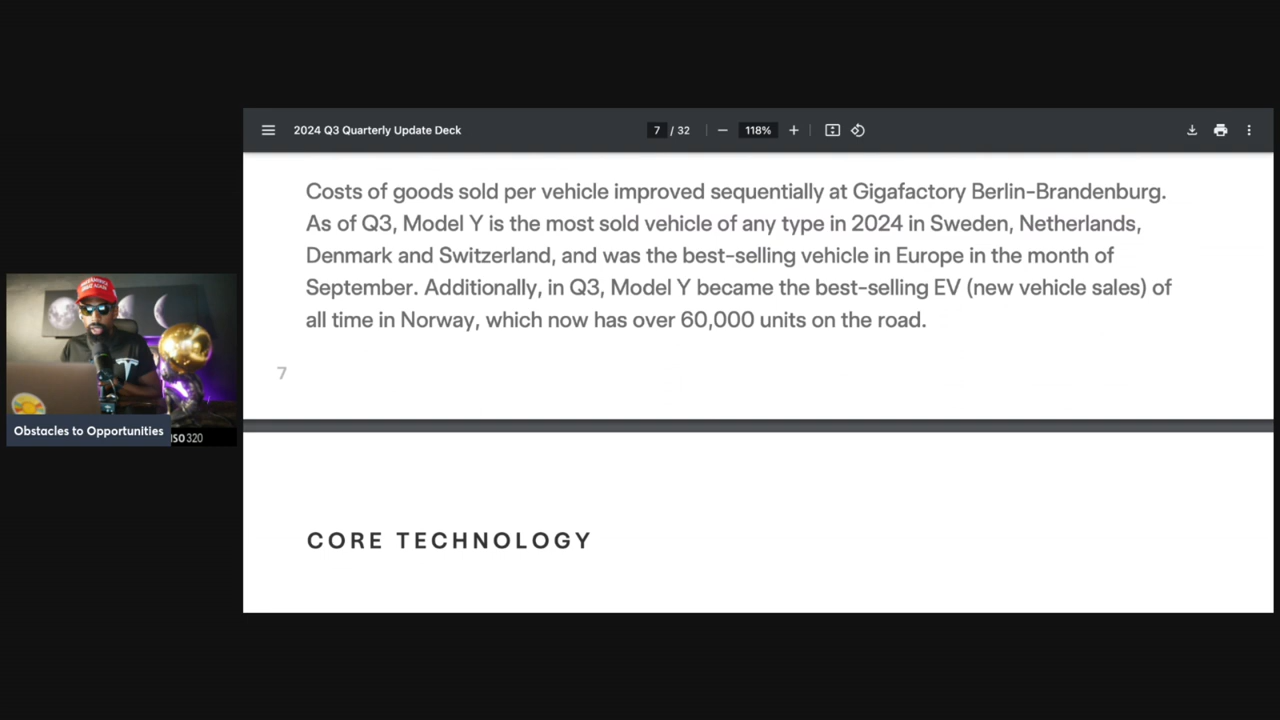 2024 Q3 Quarterly Update Deck
7 / 32
118%
Costs of goods sold per vehicle improved sequentially at Gigafactory Berlin-Brandenburg.
As of Q3, Model Y is the most sold vehicle of any type in 2024 in Sweden, Netherlands,
Denmark and Switzerland, and was the best-selling vehicle in Europe in the month of
September. Additionally, in Q3, Model Y became the best-selling EV (new vehicle sales) of
all time in Norway, which now has over 60,000 units on the road.
7
CORE TECHNOLOGY
Obstacles to Opportunities
ISO 320